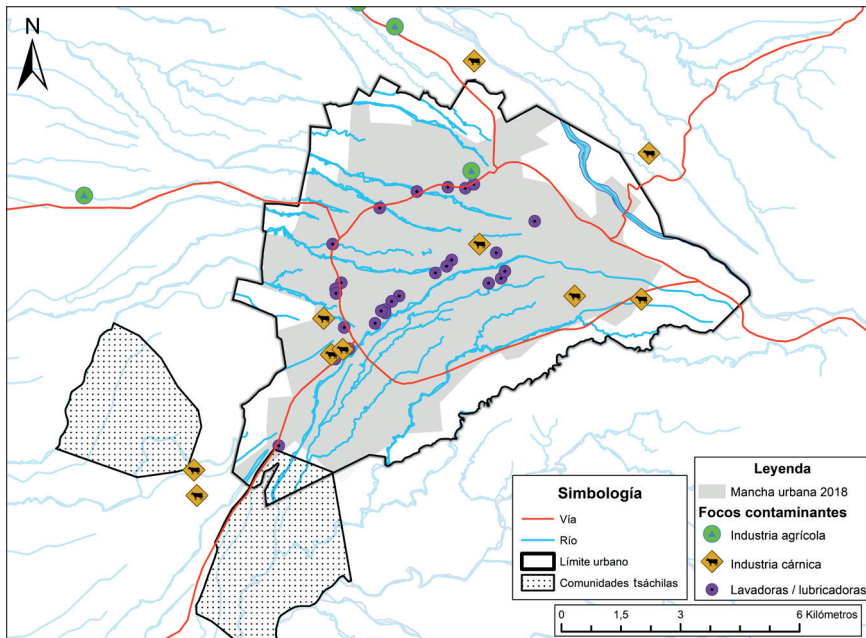 N
Simbología
Vía
Río
Límite urbano
Comunidades tsáchilas
Leyenda
Mancha urbana 2018
Focos contaminantes
Industria agrícola
Industria cárnica
Lavadoras / lubricadoras
0 1,5 3 6 Kilómetros